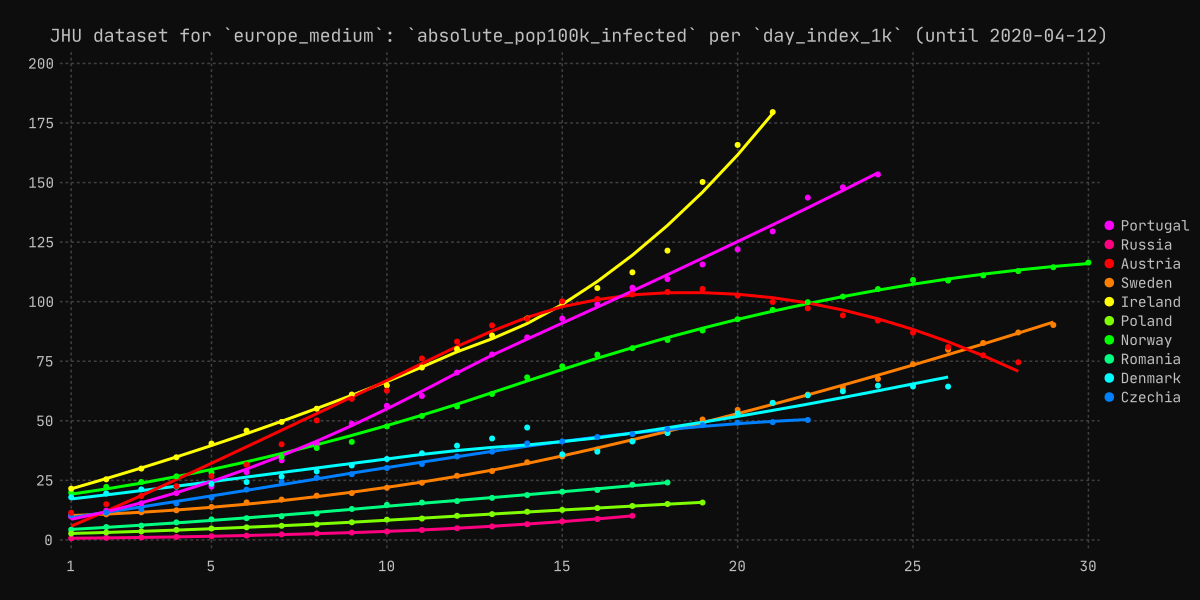 JHU dataset for `europe_medium`: `absolute_pop100k_infected` per `day_index_1k` (until 2020-04-12)
200
175
150
125
100
75
50
25
0
1 5 10 15 20 25 30
Portugal
Russia
Austria
Sweden
Ireland
Poland
Norway
Romania
Denmark
Czechia